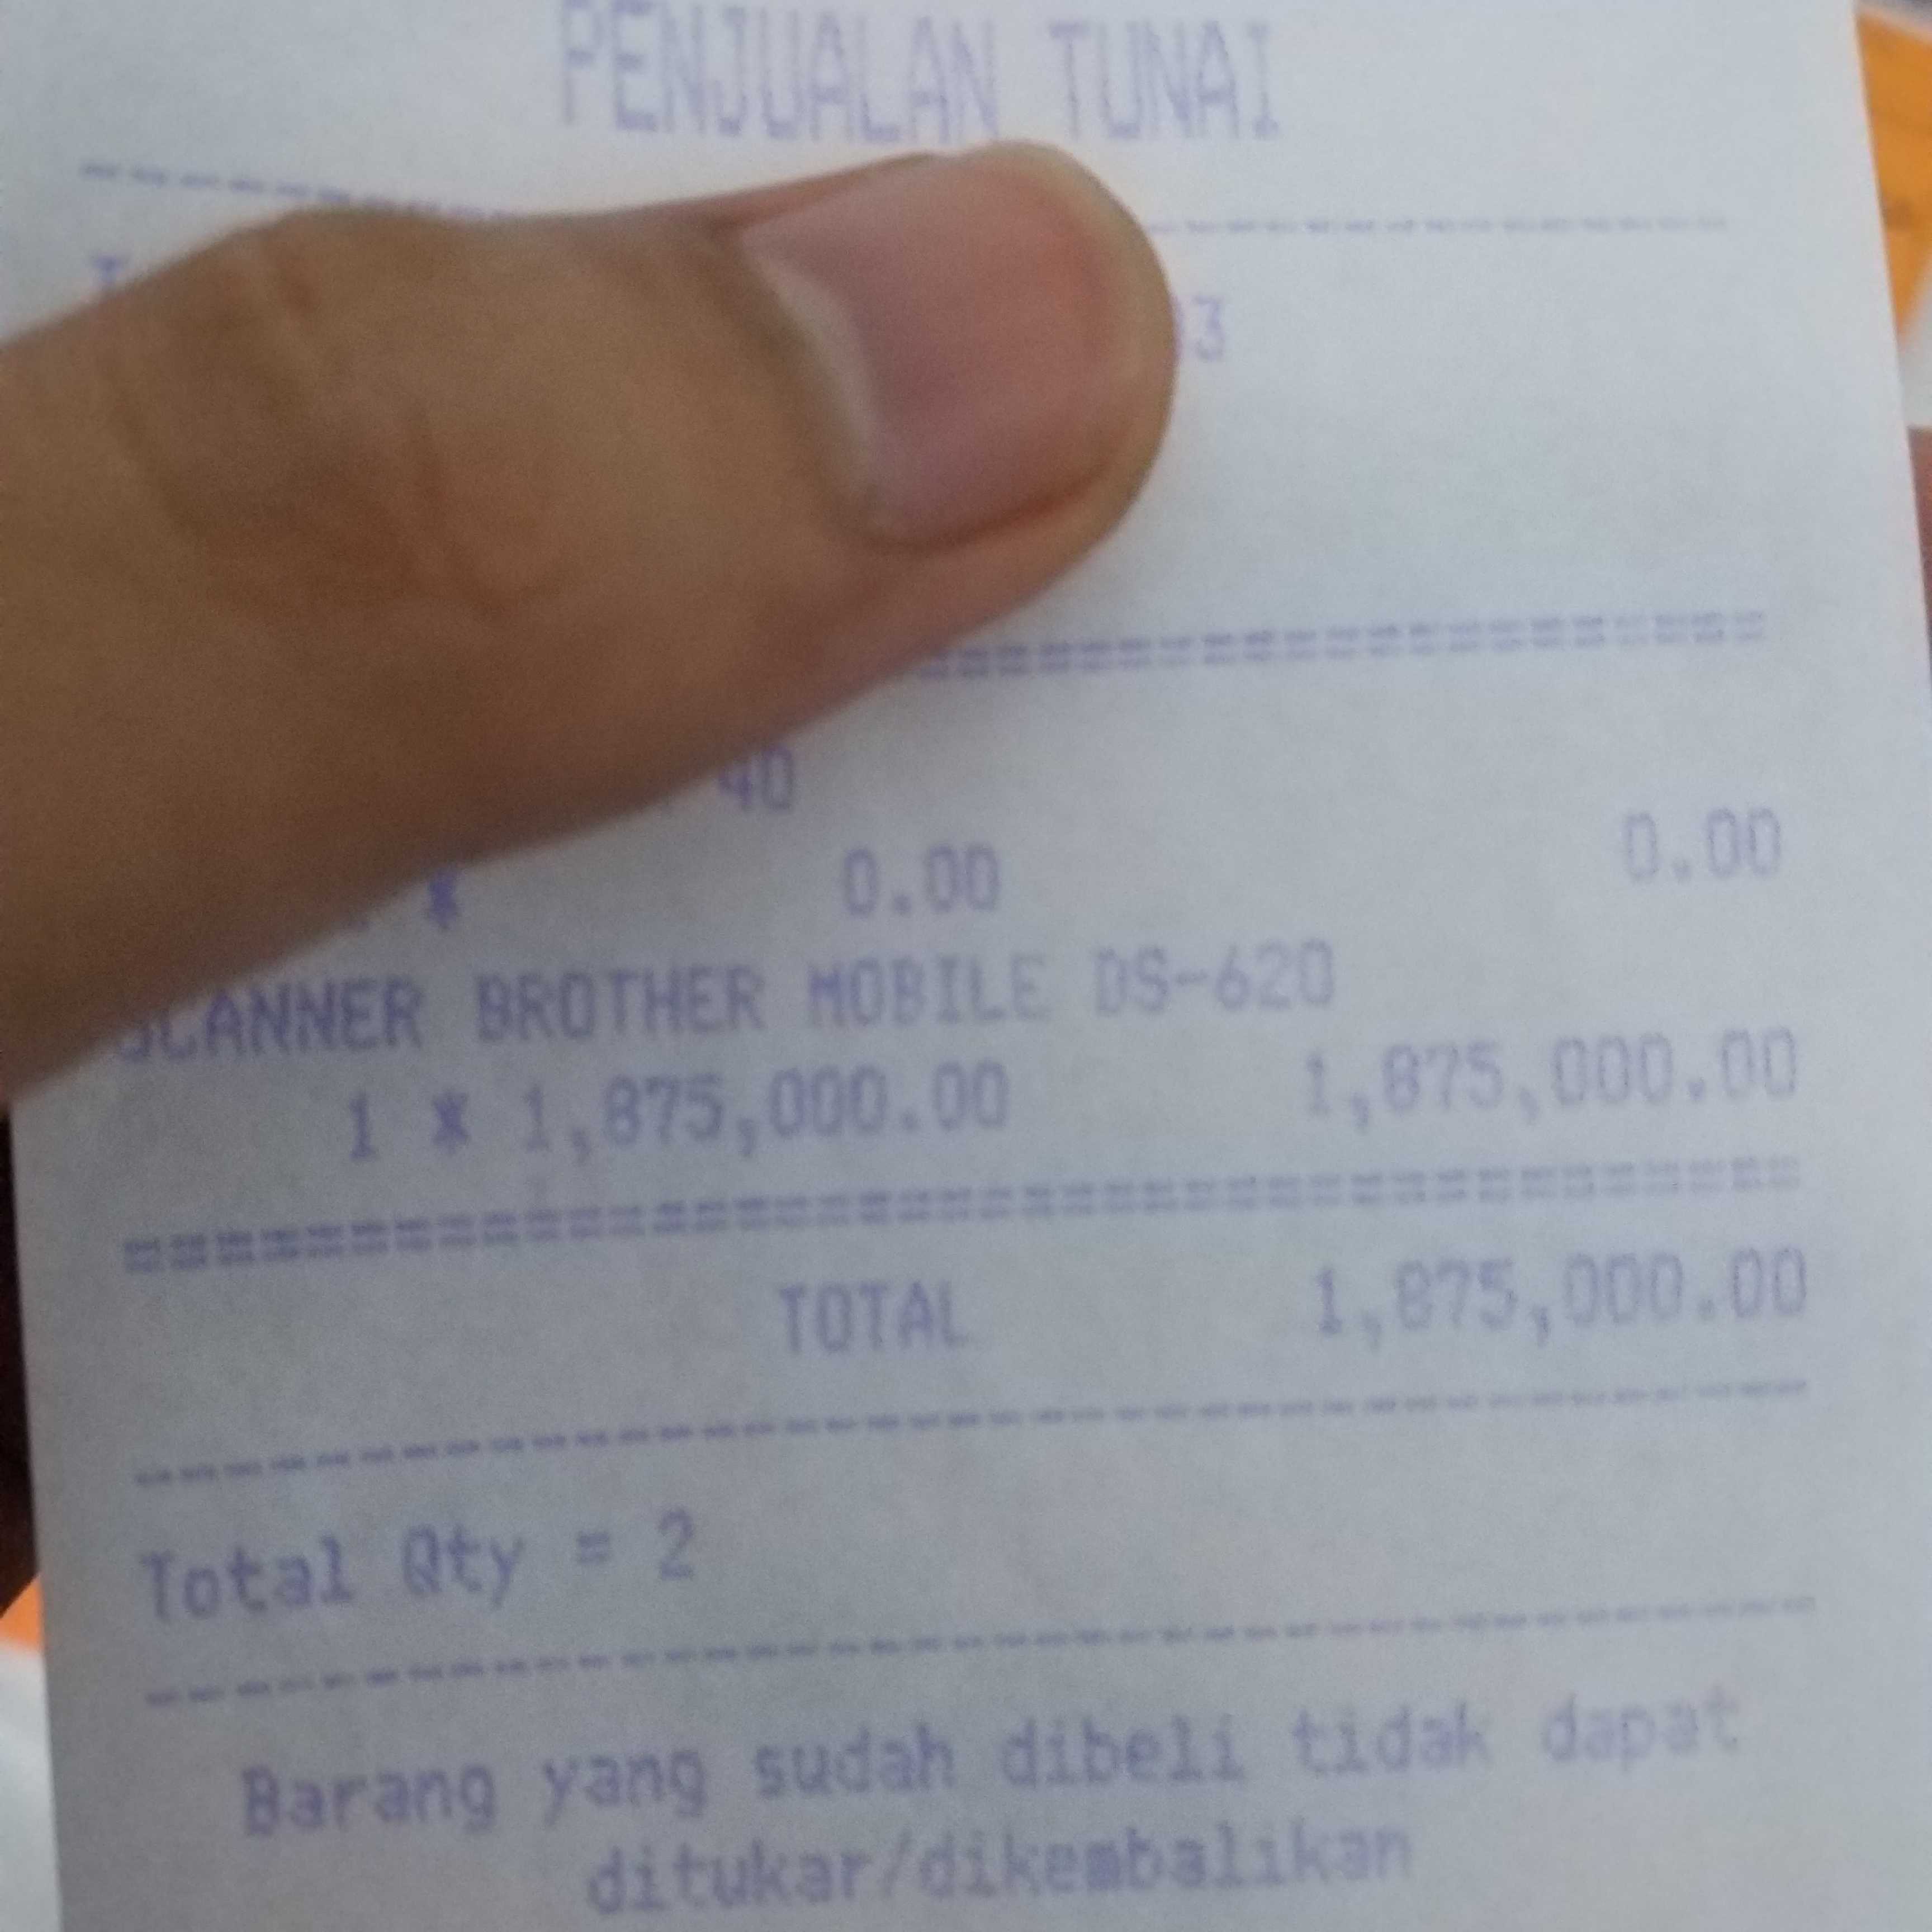 PENJUALAN TUNAI
3
40
* 0.00 0.00
SCANNER BROTHER MOBILE DS-620
1 * 1,875,000.00 1,875,000.00
TOTAL 1,875,000.00
Total Qty = 2
Barang yang sudah dibeli tidak dapat
ditukar/dikembalikan